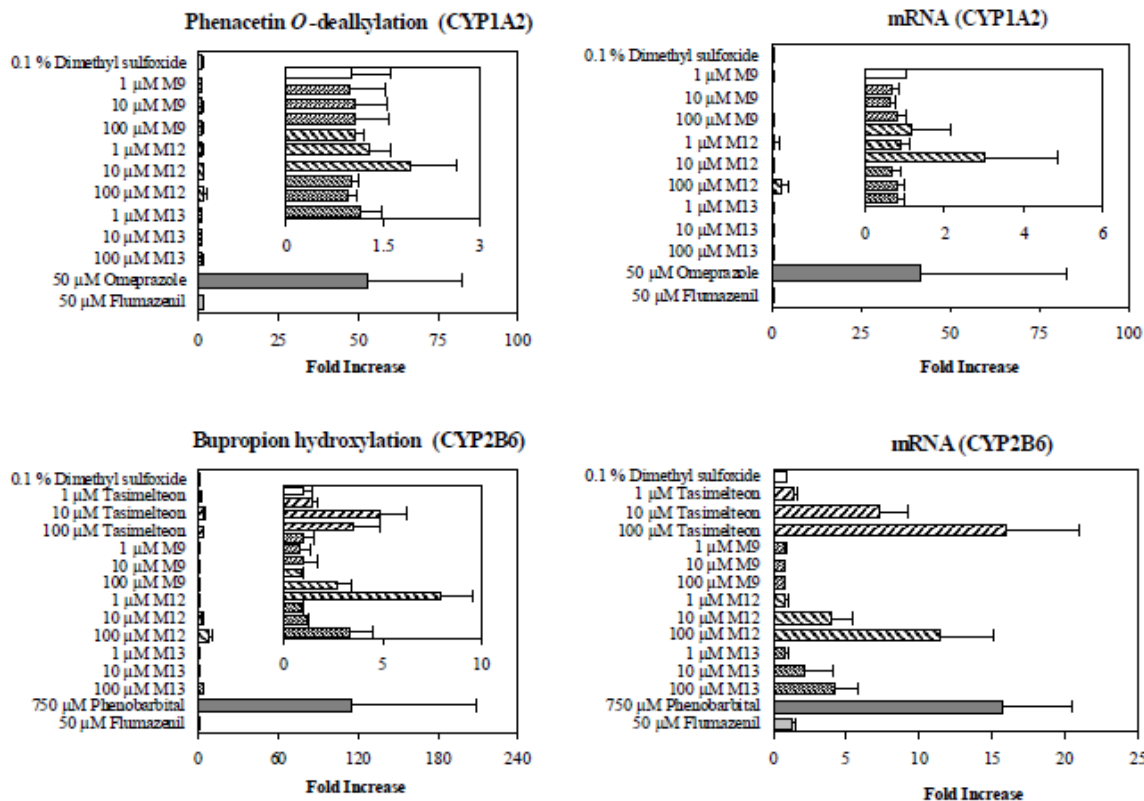 Phenacetin O-dealkylation (CYP1A2)
0.1 % Dimethyl sulfoxide
1 µM M9
10 µM M9
100 µM M9
1 µM M12
10 µM M12
100 µM M12
1 µM M13
10 µM M13
100 µM M13
50 µM Omeprazole
50 µM Flumazenil
0 1.5 3
0 25 50 75 100
Fold Increase
mRNA (CYP1A2)
0.1 % Dimethyl sulfoxide
1 µM M9
10 µM M9
100 µM M9
1 µM M12
10 µM M12
100 µM M12
1 µM M13
10 µM M13
100 µM M13
50 µM Omeprazole
50 µM Flumazenil
0 2 4 6
0 25 50 75 100
Fold Increase
Bupropion hydroxylation (CYP2B6)
0.1 % Dimethyl sulfoxide
1 µM Tasimelteon
10 µM Tasimelteon
100 µM Tasimelteon
1 µM M9
10 µM M9
100 µM M9
1 µM M12
10 µM M12
100 µM M12
1 µM M13
10 µM M13
100 µM M13
750 µM Phenobarbital
50 µM Flumazenil
0 5 10
0 60 120 180 240
Fold Increase
mRNA (CYP2B6)
0.1 % Dimethyl sulfoxide
1 µM Tasimelteon
10 µM Tasimelteon
100 µM Tasimelteon
1 µM M9
10 µM M9
100 µM M9
1 µM M12
10 µM M12
100 µM M12
1 µM M13
10 µM M13
100 µM M13
750 µM Phenobarbital
50 µM Flumazenil
0 5 10 15 20 25
Fold Increase